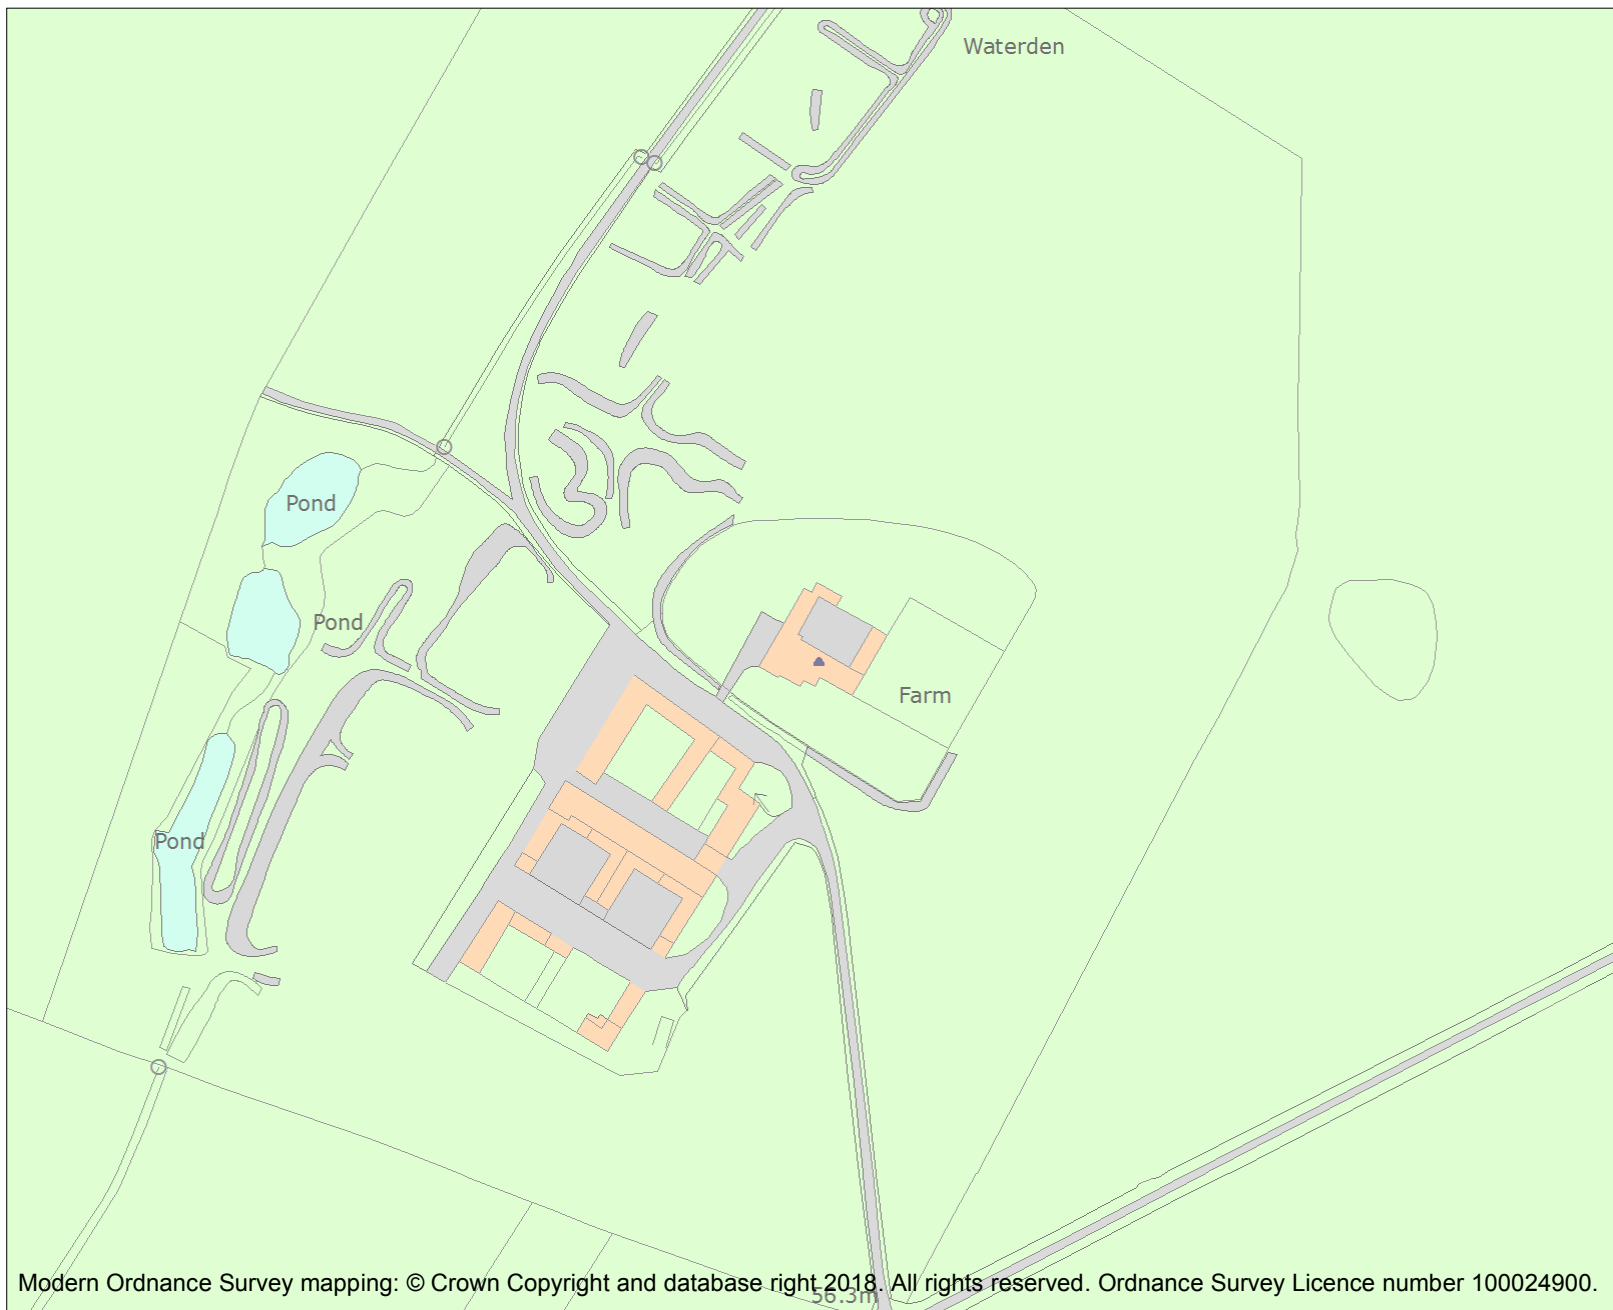 Waterden
Pond
Pond
Farm
Pond
Modern Ordnance Survey mapping: © Crown Copyright and database right 2018. All rights reserved. Ordnance Survey Licence number 100024900.
56.3m